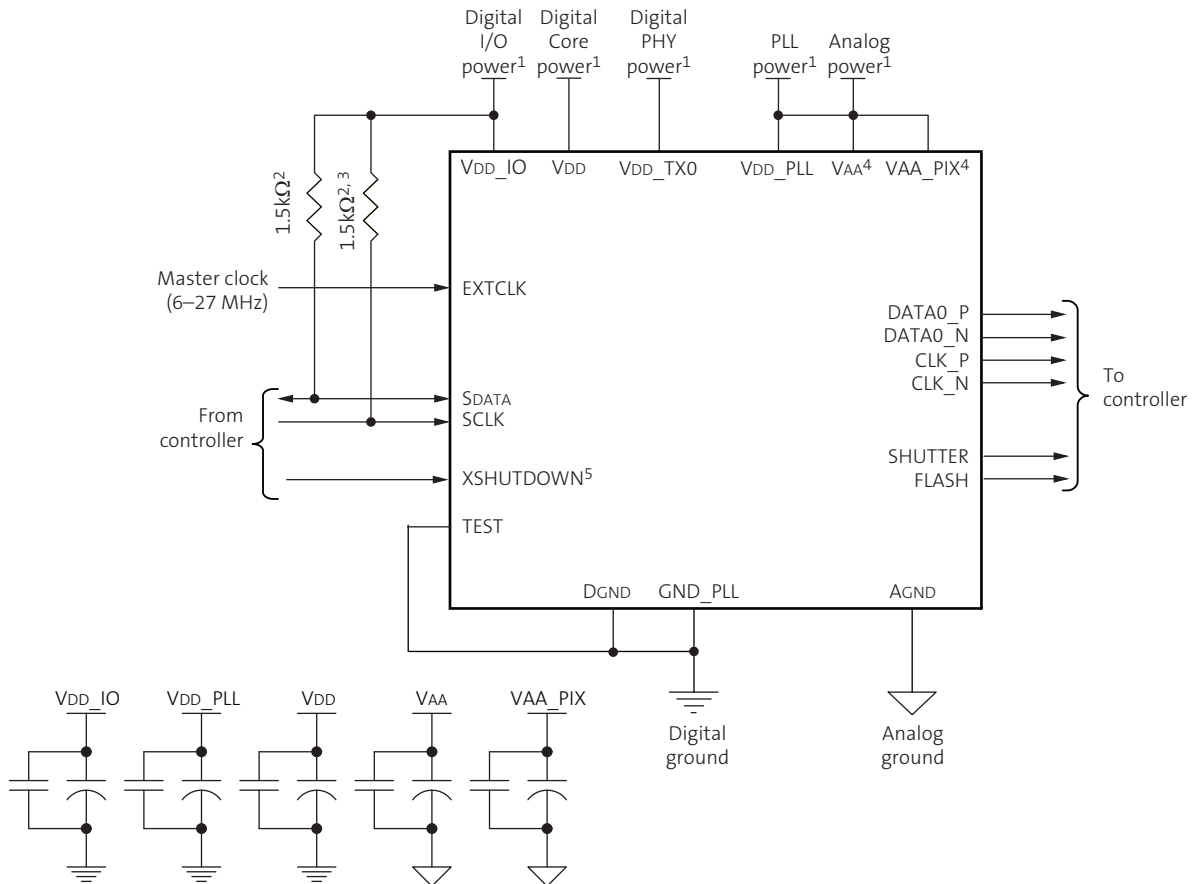 Digital
I/O
power1
Digital
Core
power1
Digital
PHY
power1
PLL
power1
Analog
power1
VDD_IO
VDD
VDD_TX0
VDD_PLL
VAA4
VAA_PIX4
1.5kΩ2
1.5kΩ2, 3
Master clock
(6–27 MHz)
EXTCLK
DATA0_P
DATA0_N
CLK_P
CLK_N
To
controller
From
controller
SDATA
SCLK
SHUTTER
FLASH
XSHUTDOWN5
TEST
DGND
GND_PLL
AGND
Digital
ground
Analog
ground
VDD_IO
VDD_PLL
VDD
VAA
VAA_PIX